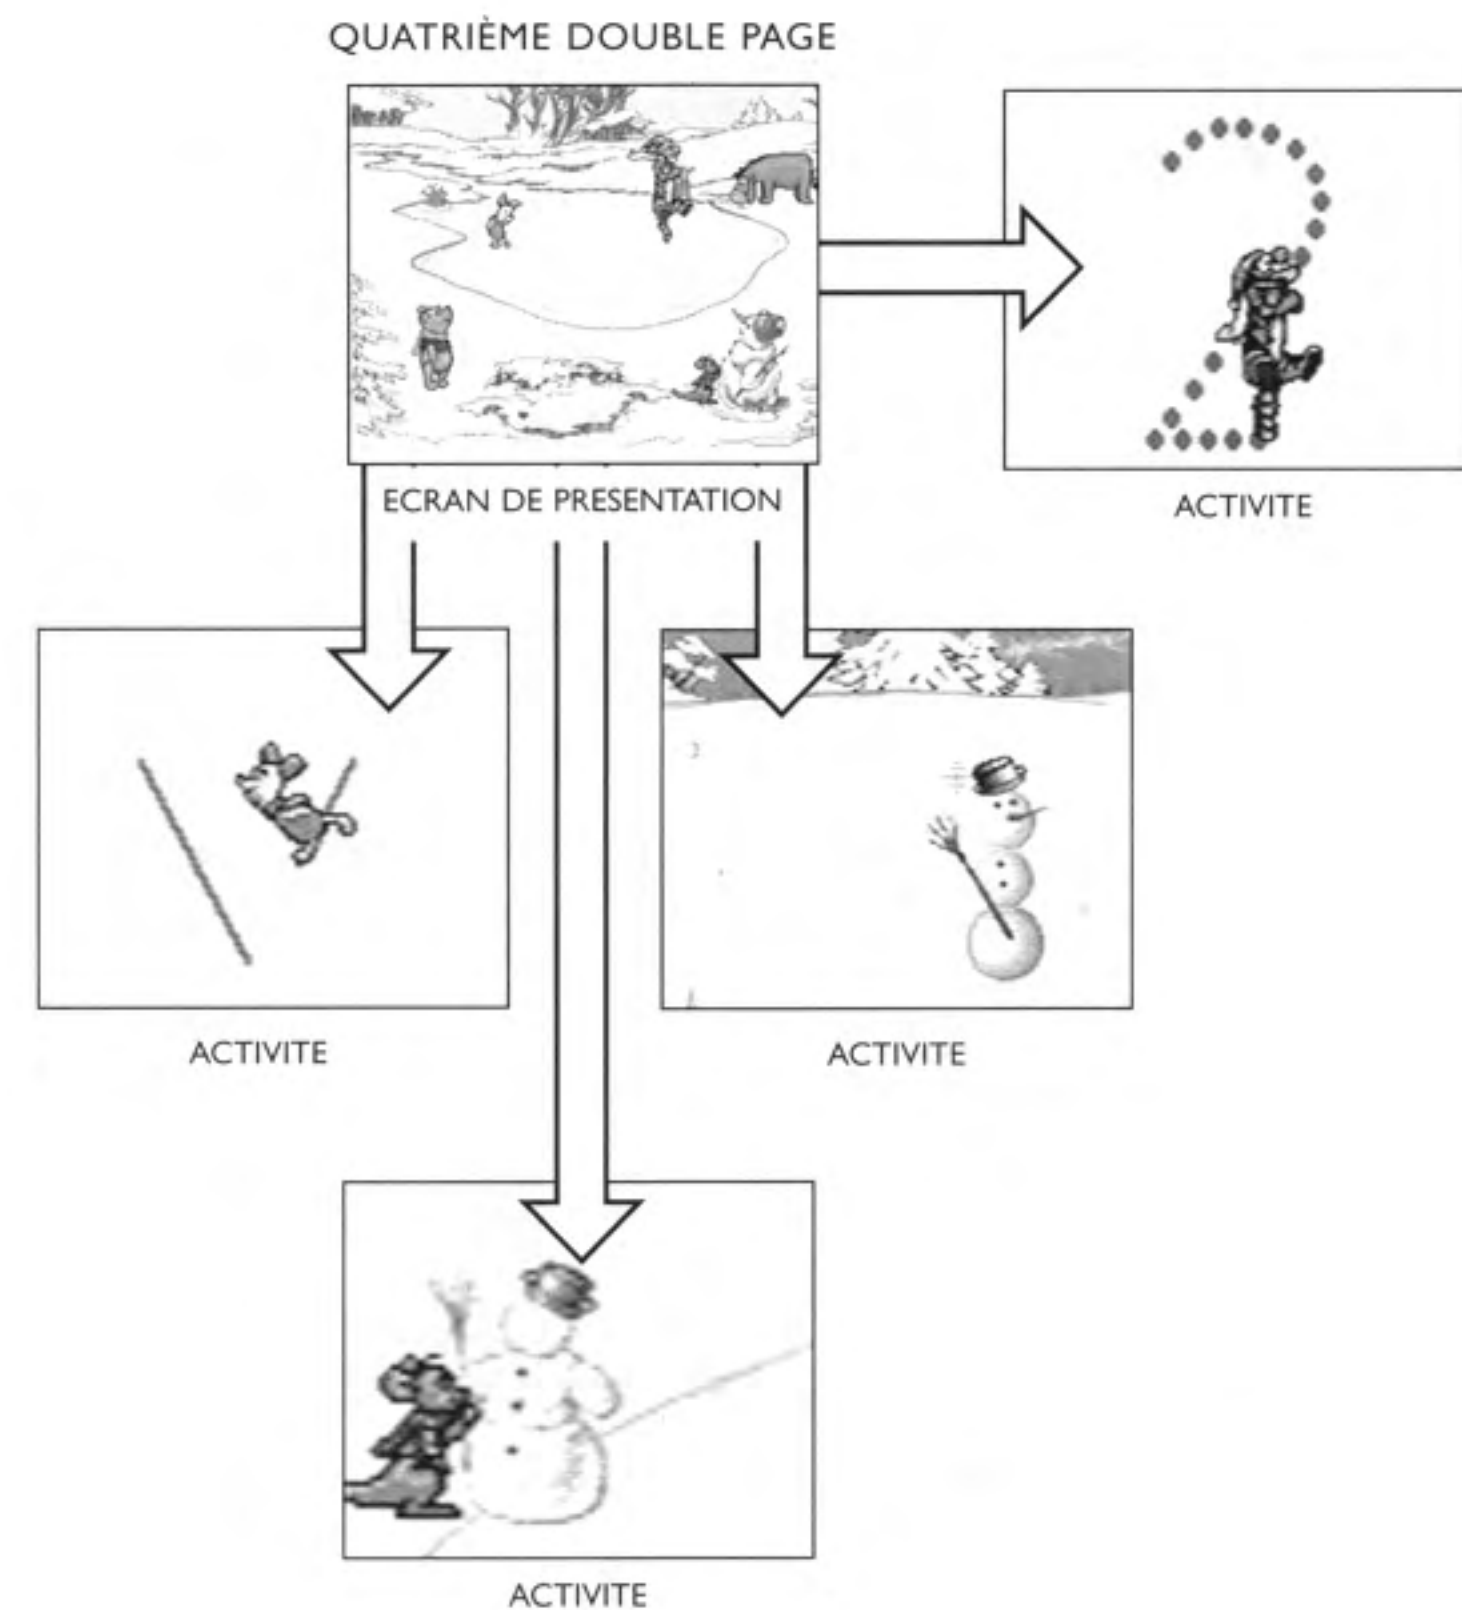 QUATRIÈME DOUBLE PAGE
ECRAN DE PRESENTATION
ACTIVITE
ACTIVITE
ACTIVITE
ACTIVITE